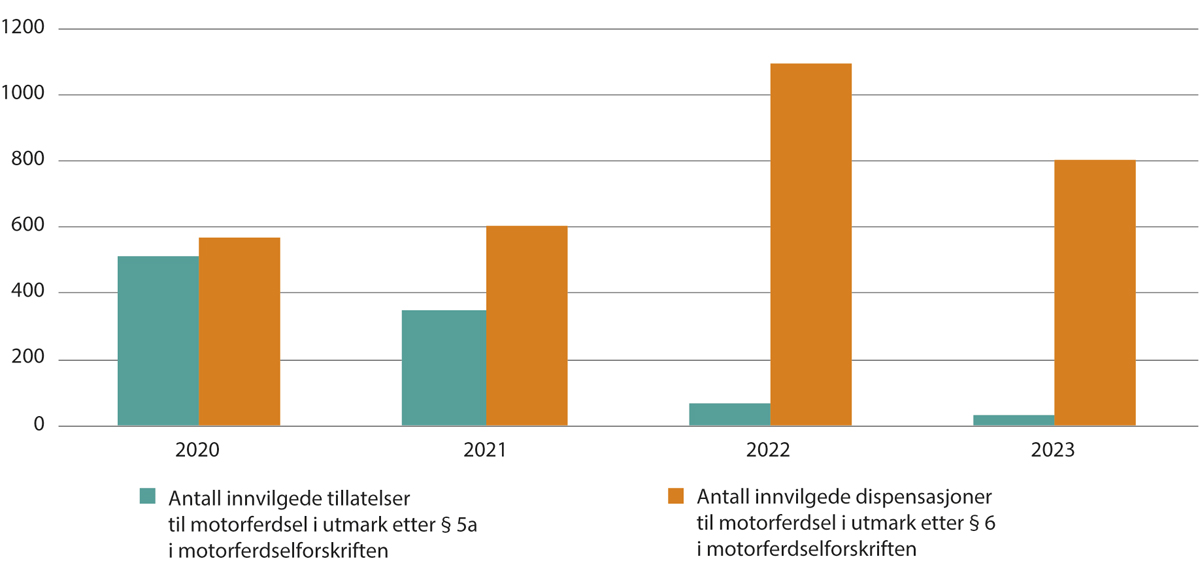 1200
1000
800
600
400
200
0
2020
2021
2022
2023
Antall innvilgede tillatelser
til motorferdsel i utmark etter § 5a
i motorferdselforskriften
Antall innvilgede dispensasjoner
til motorferdsel i utmark etter § 6
i motorferdselforskriften